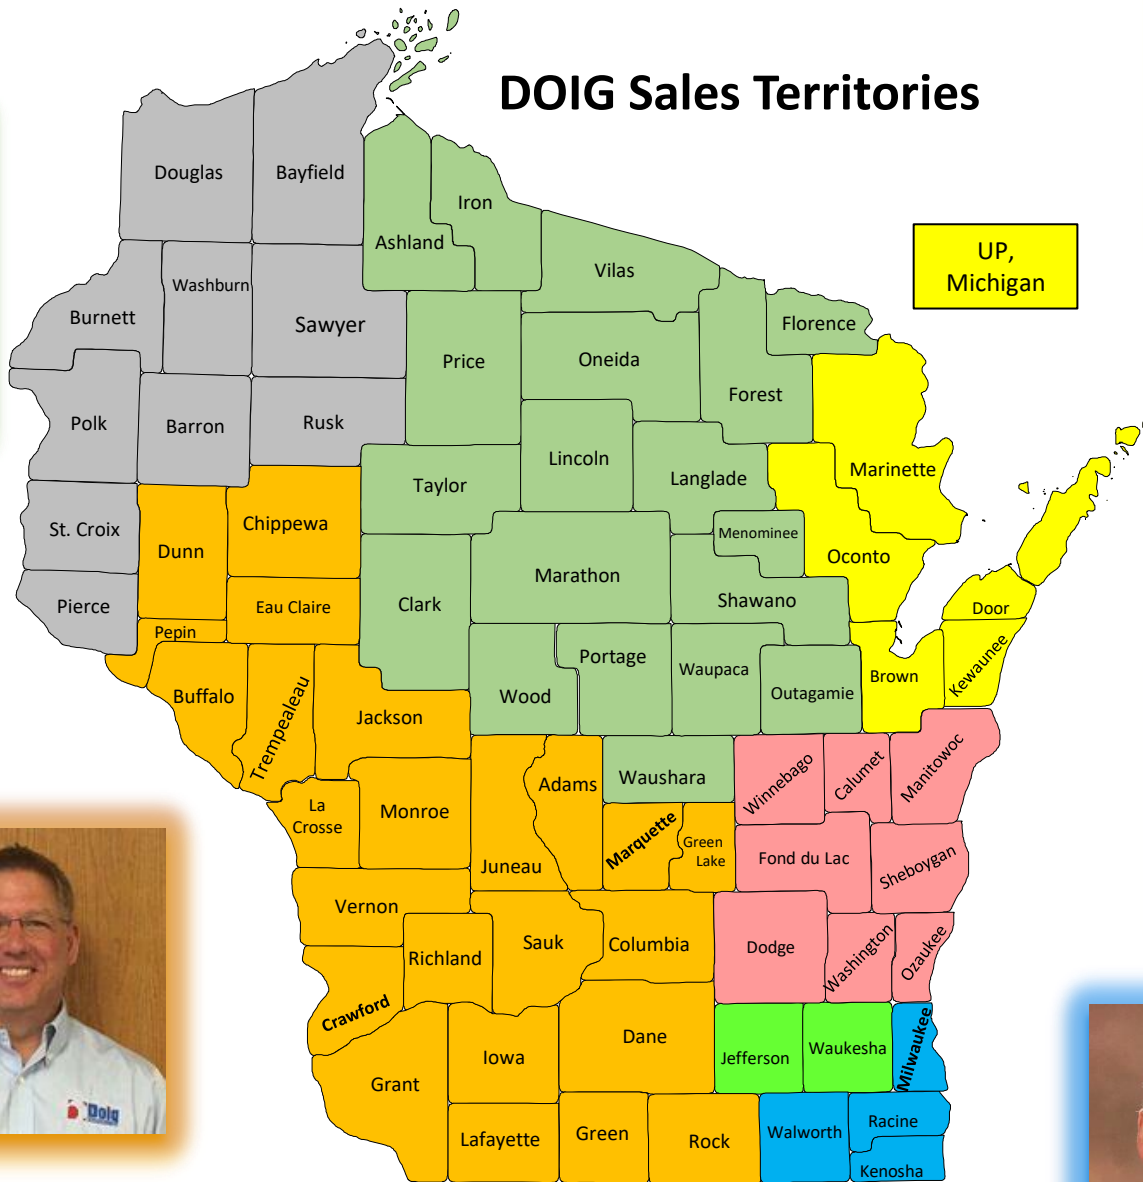 DOIG Sales Territories
UP,
Michigan
Douglas
Bayfield
Iron
Ashland
Vilas
Washburn
Burnett
Sawyer
Florence
Price
Oneida
Forest
Polk
Barron
Rusk
Lincoln
Marinette
Taylor
Langlade
St. Croix
Chippewa
Menominee
Dunn
Marathon
Oconto
Pierce
Eau Claire
Clark
Shawano
Door
Pepin
Portage
Waupaca
Brown
Kewaunee
Buffalo
Wood
Outagamie
Trempealeau
Jackson
Adams
Waushara
Winnebago
Calumet
Manitowoc
La
Crosse
Monroe
Marquette
Green
Lake
Juneau
Fond du Lac
Sheboygan
Vernon
Richland
Sauk
Columbia
Dodge
Washington
Ozaukee
Crawford
Dane
Iowa
Jefferson
Waukesha
Milwaukee
Grant
Lafayette
Green
Rock
Walworth
Racine
Kenosha
Doig